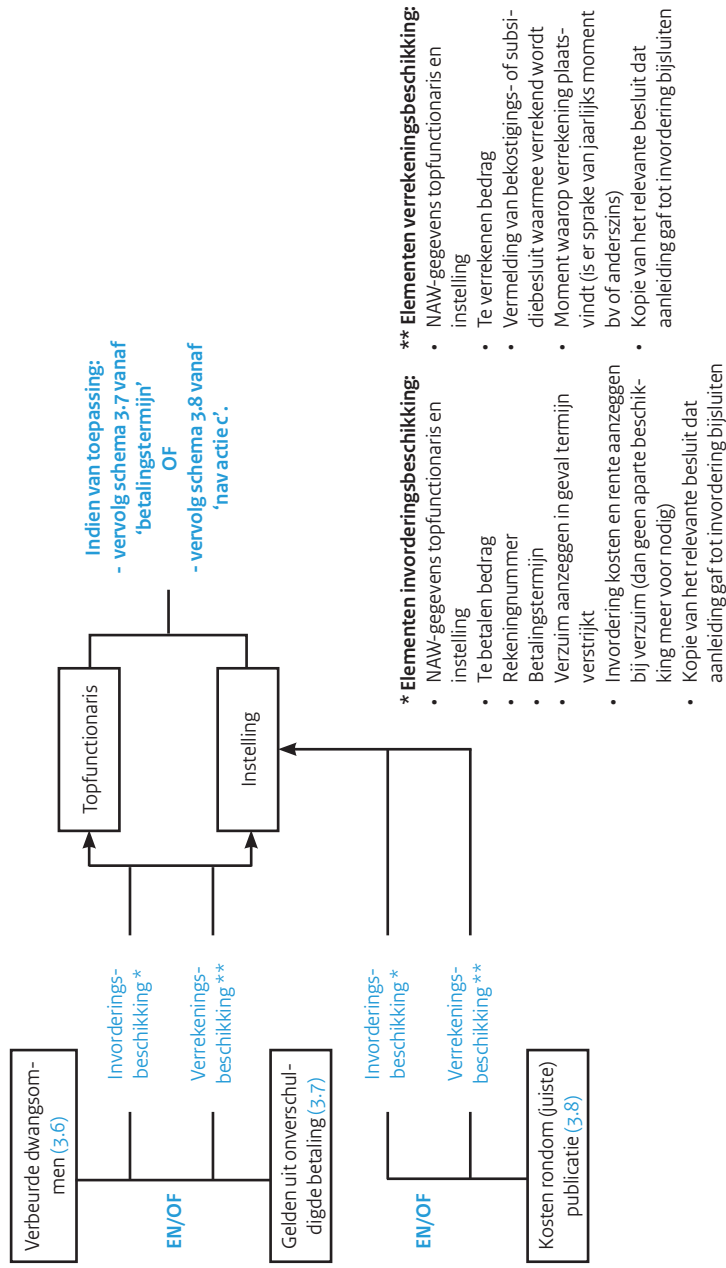 Verbeurde dwangsom-
men (3.6)
EN/OF
Gelden uit onverschul-
digde betaling (3.7)
Invorderings-
beschikking *
Verrekenings-
beschikking **
Topfunctionaris
Instelling
Indien van toepassing:
- vervolg schema 3.7 vanaf
‘betalingstermijn’
OF
- vervolg schema 3.8 vanaf
‘nav actie c’.
EN/OF
Kosten rondom (juiste)
publicatie (3.8)
Invorderings-
beschikking *
Verrekenings-
beschikking **
* Elementen invorderingsbeschikking:
• NAW-gegevens topfunctionaris en
instelling
• Te betalen bedrag
• Rekeningnummer
• Betalingstermijn
• Verzuim aanzeggen in geval termijn
verstrijkt
• Invordering kosten en rente aanzeggen
bij verzuim (dan geen aparte beschik-
king meer voor nodig)
• Kopie van het relevante besluit dat
aanleiding gaf tot invordering bijsluiten
** Elementen verrekeningsbeschikking:
• NAW-gegevens topfunctionaris en
instelling
• Te verrekenen bedrag
• Vermelding van bekostigings- of subsi-
diebesluit waarmee verrekend wordt
• Moment waarop verrekening plaats-
vindt (is er sprake van jaarlijks moment
bv of anderszins)
• Kopie van het relevante besluit dat
aanleiding gaf tot invordering bijsluiten